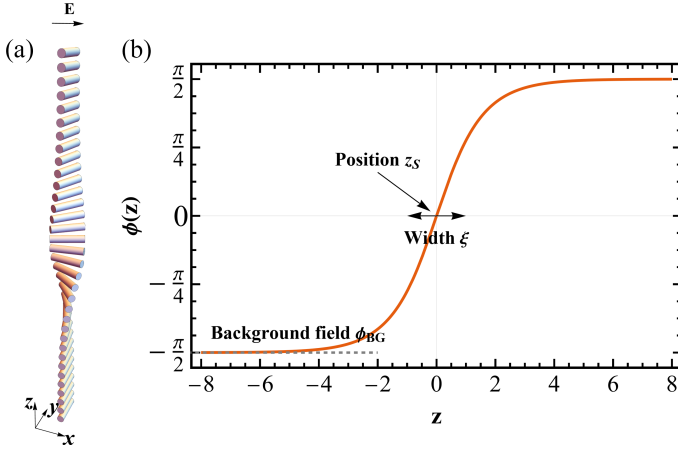 E
(a)
z
y
x
(b)
ϕ(z)
π/2
π/4
0
−π/4
−π/2
Position z_S
Width ξ
Background field ϕ_BG
−8 −6 −4 −2 0 2 4 6 8
z